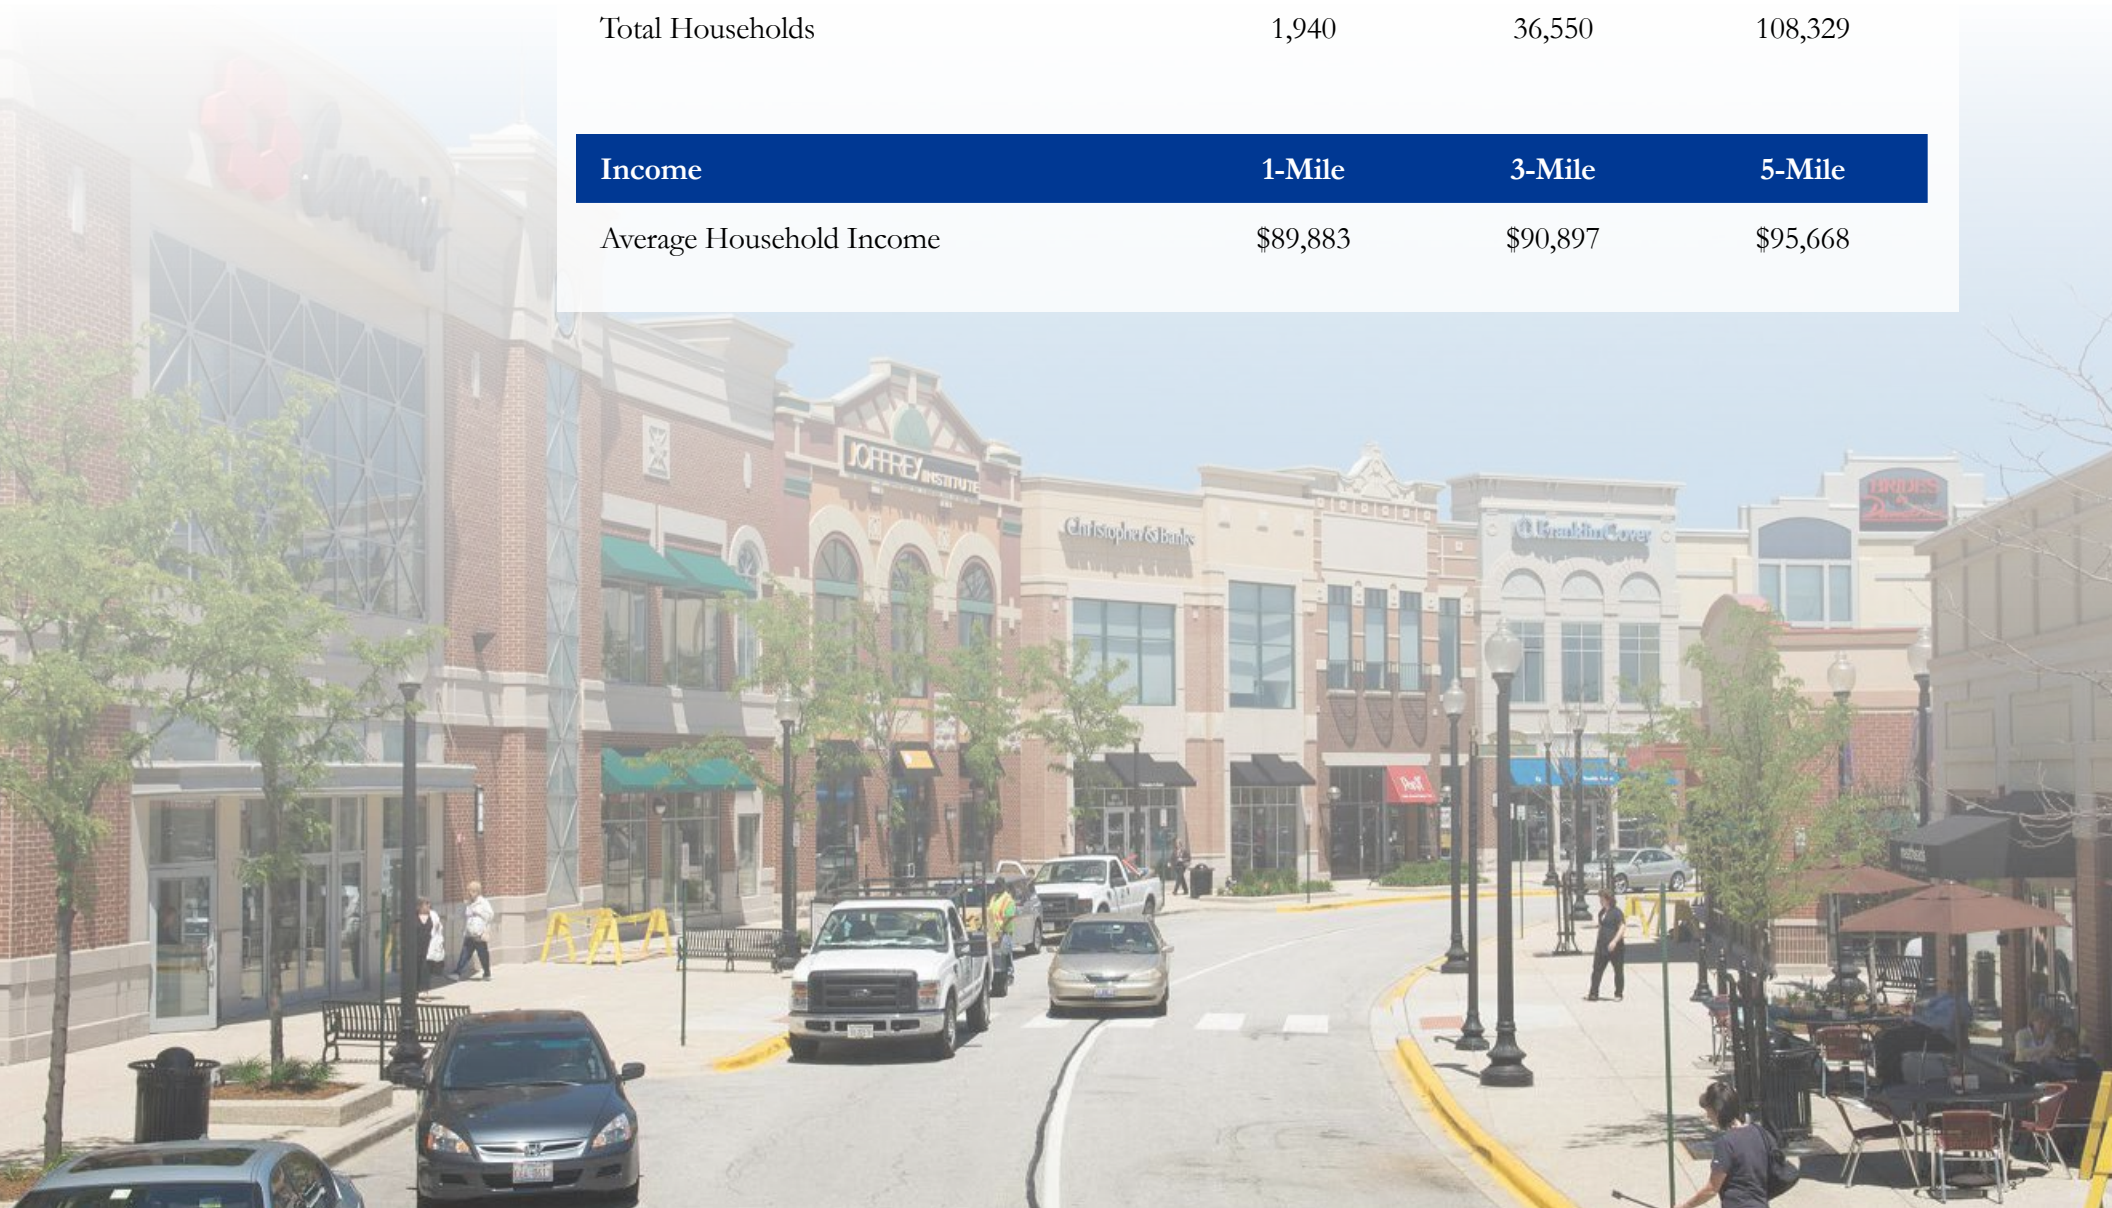 Total Households 1,940 36,550 108,329
Income 1-Mile 3-Mile 5-Mile
Average Household Income $89,883 $90,897 $95,668
JOFFREY INSTITUTE
Christopher & Banks
FranklinCovey
BRIDES